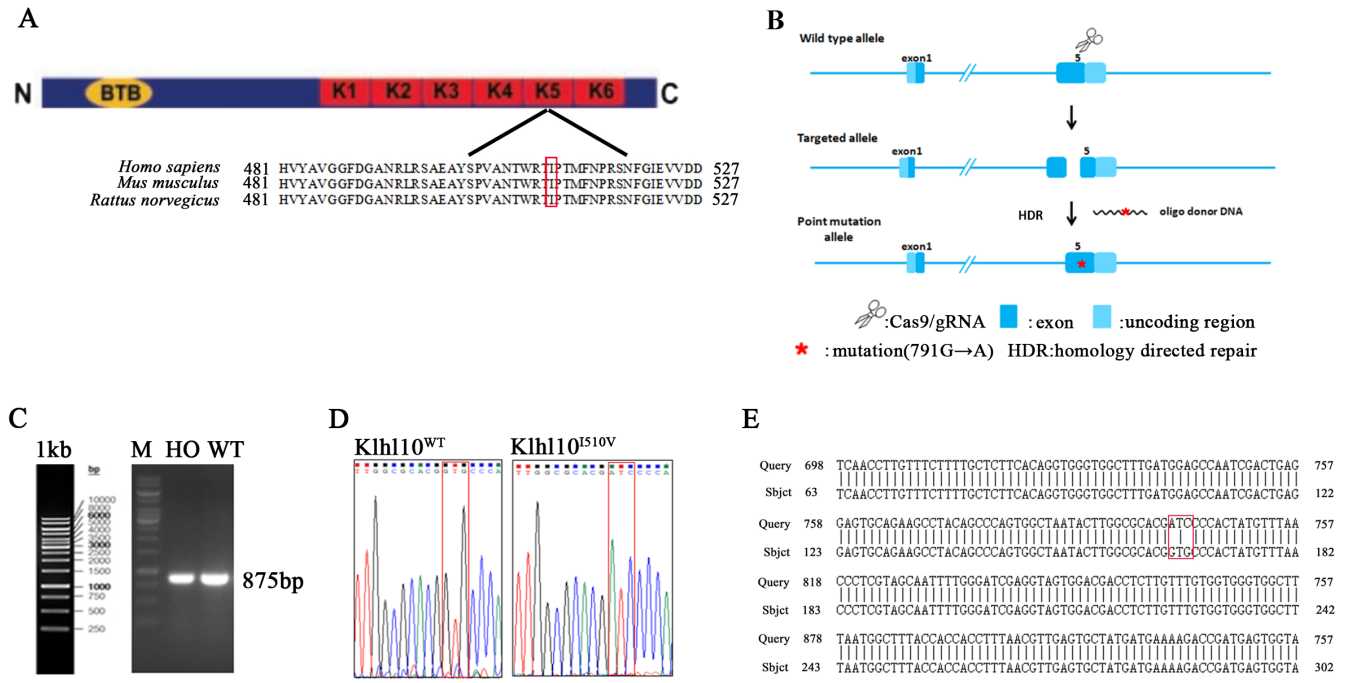 A
N
BTB
K1 K2 K3 K4 K5 K6
C
Homo sapiens 481 HVYAVGGFDGANRLRSAEAYSPVANTWRTIPTMFNPRSNFGIEVVDD 527
Mus musculus 481 HVYAVGGFDGANRLRSAEAYSPVANTWRTIPTMFNPRSNFGIEVVDD 527
Rattus norvegicus 481 HVYAVGGFDGANRLRSAEAYSPVANTWRTIPTMFNPRSNFGIEVVDD 527
B
Wild type allele
exon1 5
Targeted allele
exon1 5
HDR oligo donor DNA
Point mutation
allele
exon1 5
:Cas9/gRNA : exon :uncoding region
* : mutation(791G→A) HDR:homology directed repair
C
1kb M HO WT
bp
10000
8000
6000
3000
2500
2000
1500
1000
750
500
250
875bp
D
Klhl10WT Klhl10I510V
TTGGCGCACGGTGCCCA TTGGCGCACGATCCCCA
E
Query 698 TCAACCTTGTTTCTTTTGCTCTTCACAGGTGGGTGGCTTTGATGGAGCCAATCGACTGAG 757
Sbjct 63 TCAACCTTGTTTCTTTTGCTCTTCACAGGTGGGTGGCTTTGATGGAGCCAATCGACTGAG 122
Query 758 GAGTGCAGAAGCCTACAGCCCAGTGGCTAATACTTGGCGCACGATCCCCACTATGTTTAA 757
Sbjct 123 GAGTGCAGAAGCCTACAGCCCAGTGGCTAATACTTGGCGCACGGTGCCCACTATGTTTAA 182
Query 818 CCCTCGTAGCAATTTTGGGATCGAGGTAGTGGACGACCTCTTGTTTGTGGTGGGTGGCTT 757
Sbjct 183 CCCTCGTAGCAATTTTGGGATCGAGGTAGTGGACGACCTCTTGTTTGTGGTGGGTGGCTT 242
Query 878 TAATGGCTTTACCACCACCTTTAACGTTGAGTGCTATGATGAAAAGACCGATGAGTGGTA 757
Sbjct 243 TAATGGCTTTACCACCACCTTTAACGTTGAGTGCTATGATGAAAAGACCGATGAGTGGTA 302